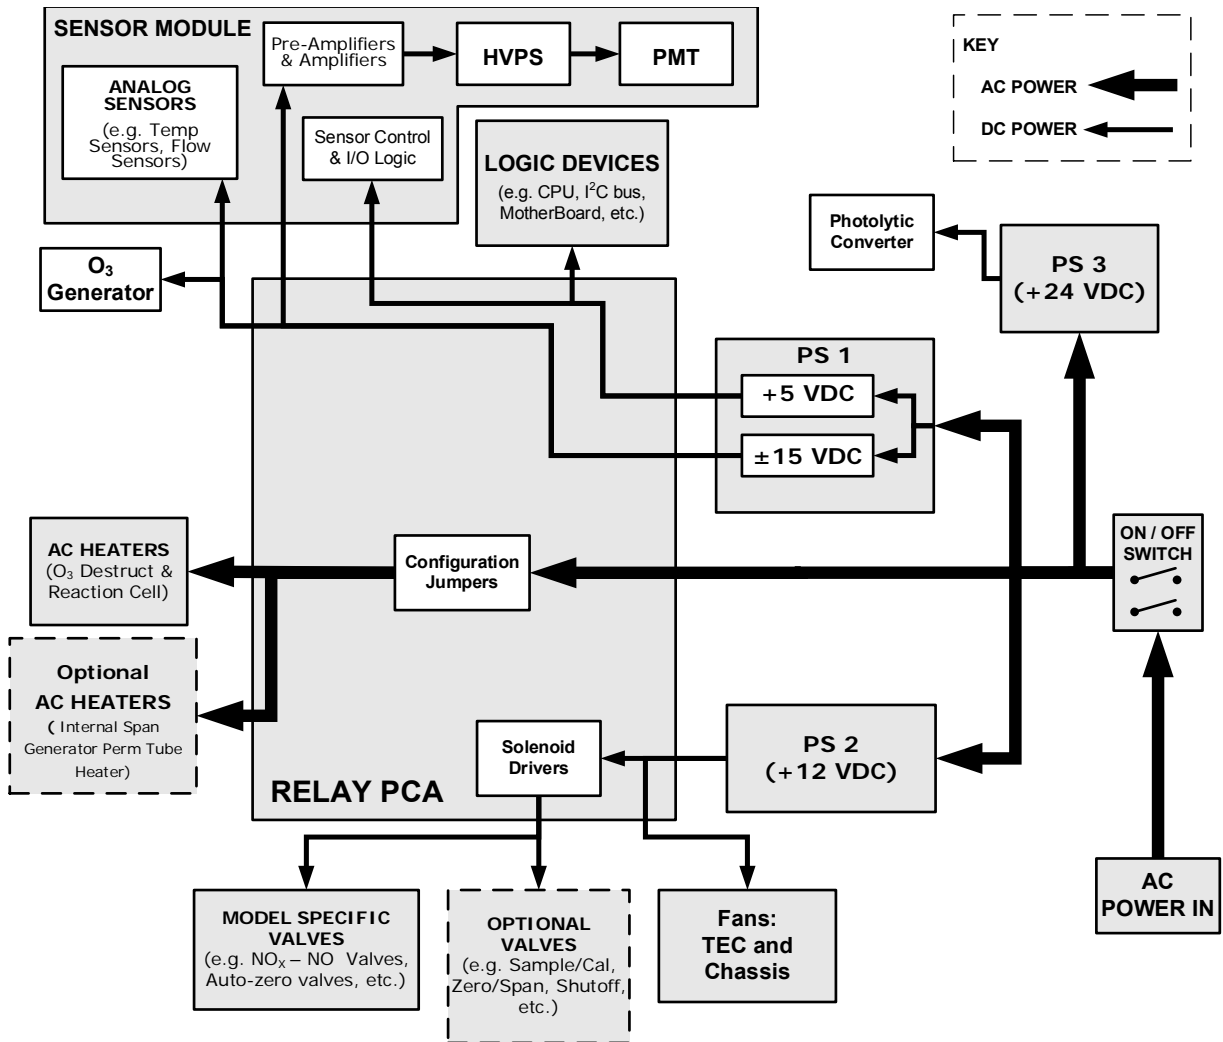 SENSOR MODULE
Pre-Amplifiers
& Amplifiers
HVPS
PMT
KEY
AC POWER
DC POWER
ANALOG
SENSORS
(e.g. Temp
Sensors, Flow
Sensors)
Sensor Control
& I/O Logic
LOGIC DEVICES
(e.g. CPU, I²C bus,
MotherBoard, etc.)
Photolytic
Converter
PS 3
(+24 VDC)
O₃
Generator
PS 1
+5 VDC
±15 VDC
ON / OFF
SWITCH
AC HEATERS
(O₃ Destruct &
Reaction Cell)
Configuration
Jumpers
Optional
AC HEATERS
( Internal Span
Generator Perm Tube
Heater)
Solenoid
Drivers
PS 2
(+12 VDC)
RELAY PCA
AC
POWER IN
MODEL SPECIFIC
VALVES
(e.g. NOₓ – NO Valves,
Auto-zero valves, etc.)
OPTIONAL
VALVES
(e.g. Sample/Cal,
Zero/Span, Shutoff,
etc.)
Fans:
TEC and
Chassis